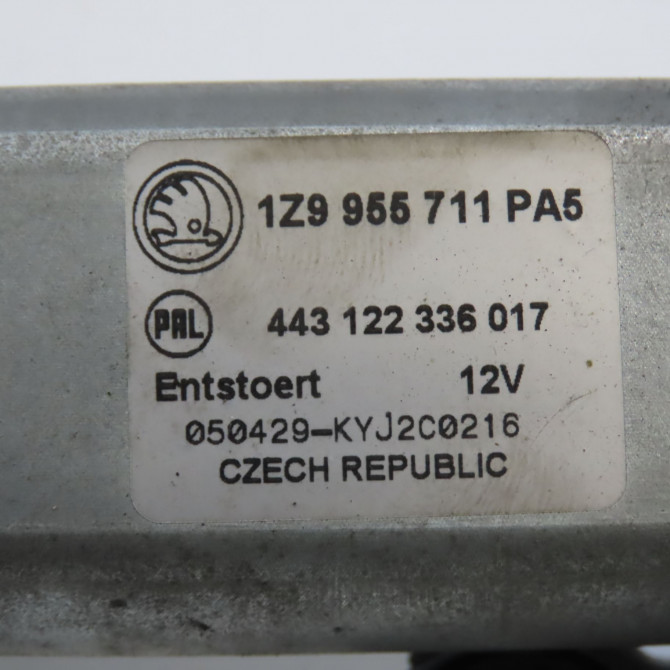 1Z9 955 711 PA5
PAL 443 122 336 017
Entstoert 12V
050429-KYJ2C0216
CZECH REPUBLIC